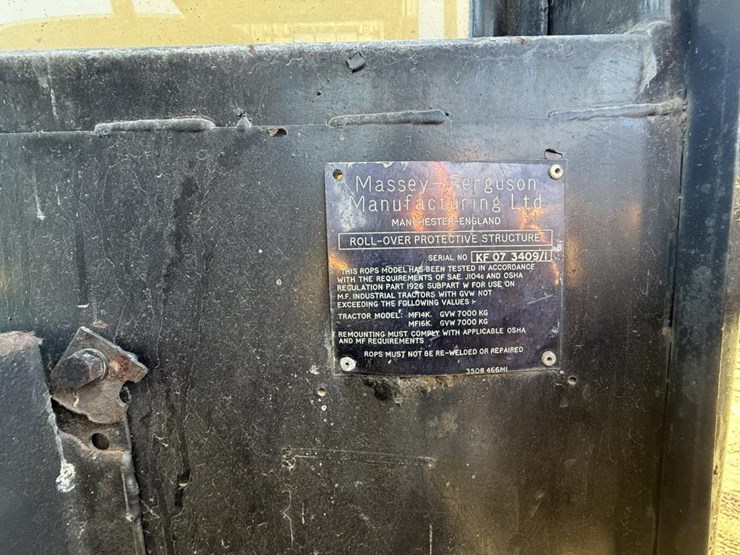 Massey-Ferguson
Manufacturing Ltd
MANCHESTER-ENGLAND
ROLL-OVER PROTECTIVE STRUCTURE
SERIAL NO KF 07 3409/1
THIS ROPS MODEL HAS BEEN TESTED IN ACCORDANCE
WITH THE REQUIREMENTS OF SAE. J104c AND OSHA
REGULATION PART 1926 SUBPART W FOR USE ON
M.F. INDUSTRIAL TRACTORS WITH GVW NOT
EXCEEDING THE FOLLOWING VALUES :-
TRACTOR MODEL: MF14K. GVW 7000 KG
MF16K. GVW 7000 KG
REMOUNTING MUST COMPLY WITH APPLICABLE OSHA
AND MF REQUIREMENTS
ROPS MUST NOT BE RE-WELDED OR REPAIRED
3508 466M1